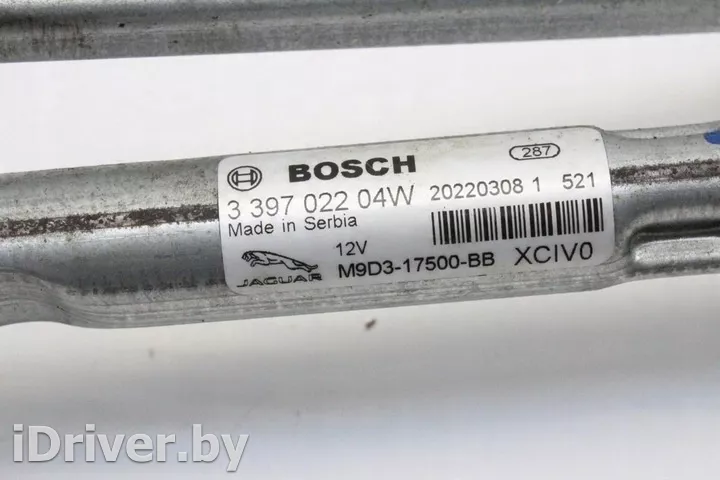 BOSCH
287
3 397 022 04W 20220308 1 521
Made in Serbia
12V
M9D3-17500-BB XCIV0
JAGUAR
iDriver.by